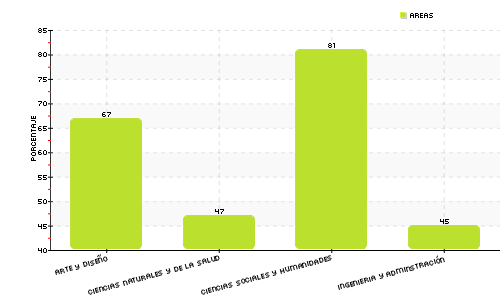 AREAS
85
80
75
70
65
60
55
50
45
40
PORCENTAJE
67
47
81
45
ARTE Y DISEÑO
CIENCIAS NATURALES Y DE LA SALUD
CIENCIAS SOCIALES Y HUMANIDADES
INGENIERIA Y ADMINSTRACIÓN